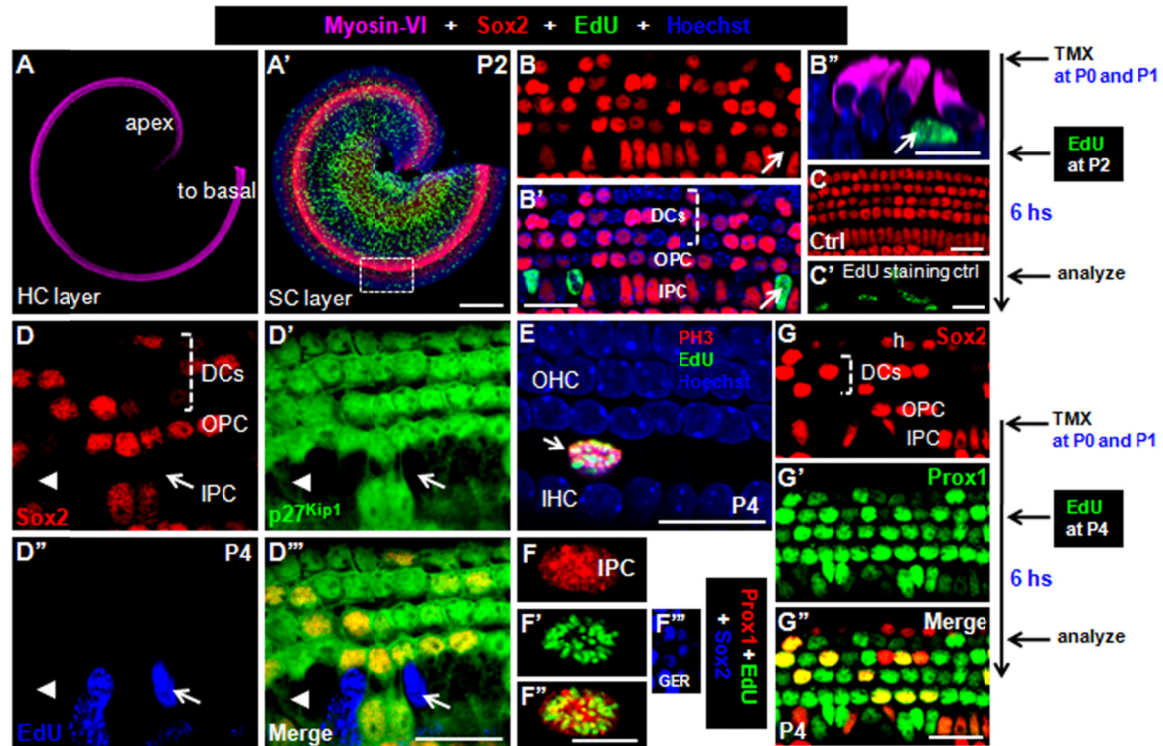 Myosin-VI + Sox2 + EdU + Hoechst
A
apex
to basal
HC layer
A'
P2
SC layer
B
B'
DCs
OPC
IPC
B"
C
Ctrl
C'
EdU staining ctrl
TMX
at P0 and P1
EdU
at P2
6 hs
analyze
D
DCs
OPC
IPC
Sox2
D'
p27Kip1
D"
P4
EdU
D"'
Merge
E
PH3
EdU
Hoechst
OHC
IHC
P4
F
IPC
F'
F"
F"'
GER
Prox1 + EdU
+ Sox2
G
h
Sox2
DCs
OPC
IPC
G'
Prox1
G"
Merge
P4
TMX
at P0 and P1
EdU
at P4
6 hs
analyze